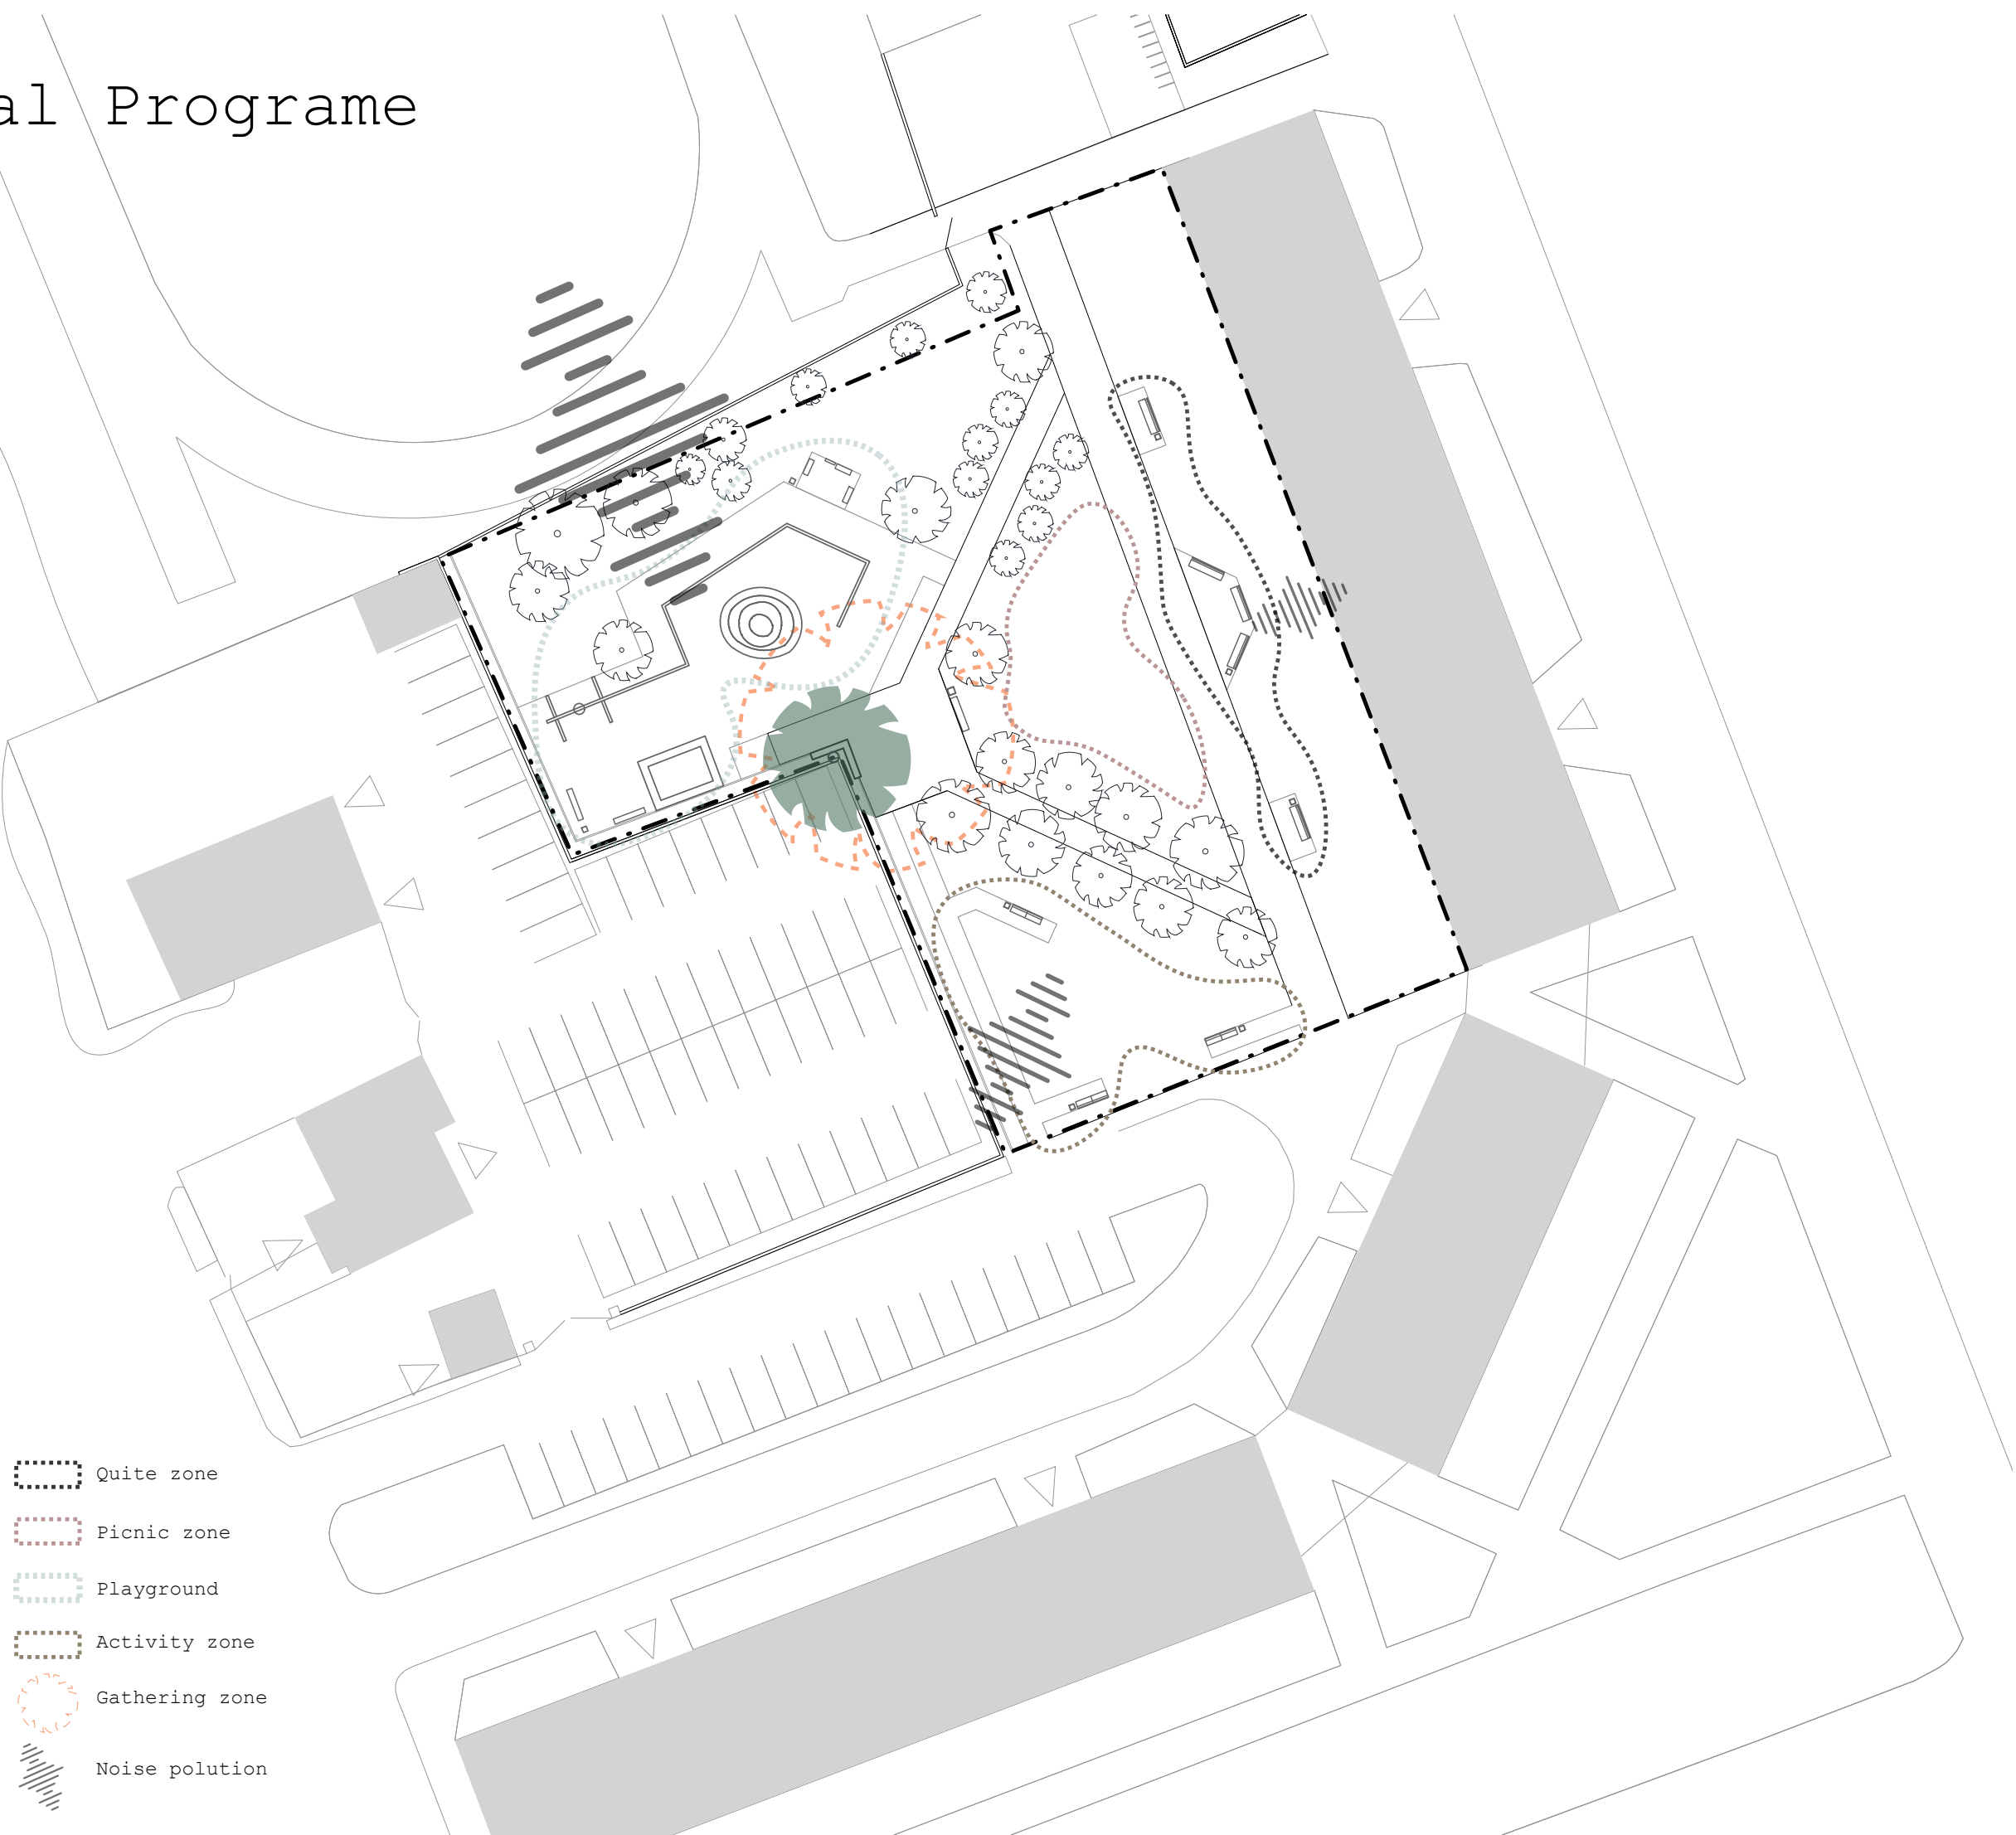 al Programe
Quite zone
Picnic zone
Playground
Activity zone
Gathering zone
Noise polution